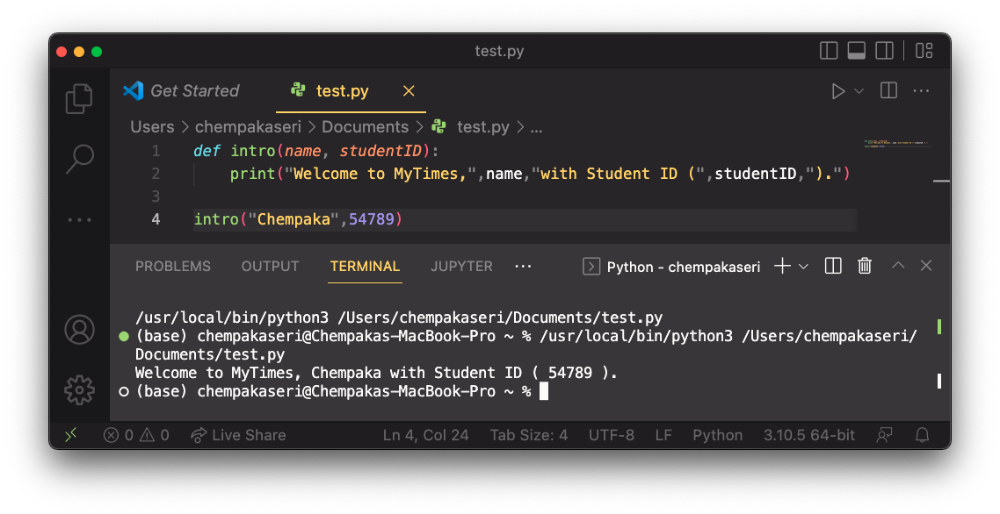 test.py
Get Started
test.py
Users > chempakaseri > Documents > test.py > ...
1 def intro(name, studentID):
2     print("Welcome to MyTimes,",name,"with Student ID (",studentID,").")
3
4 intro("Chempaka",54789)
PROBLEMS OUTPUT TERMINAL JUPYTER ··· Python - chempakaseri
/usr/local/bin/python3 /Users/chempakaseri/Documents/test.py
(base) chempakaseri@Chempakas-MacBook-Pro ~ % /usr/local/bin/python3 /Users/chempakaseri/
Documents/test.py
Welcome to MyTimes, Chempaka with Student ID ( 54789 ).
(base) chempakaseri@Chempakas-MacBook-Pro ~ %
0 0 Live Share Ln 4, Col 24 Tab Size: 4 UTF-8 LF Python 3.10.5 64-bit